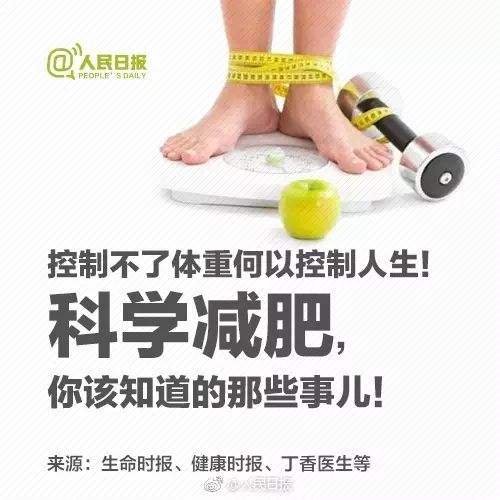 @人民日报
PEOPLE'S DAILY
控制不了体重何以控制人生！
科学减肥，
你该知道的那些事儿！
来源：生命时报、健康时报、丁香医生等
@人民日报